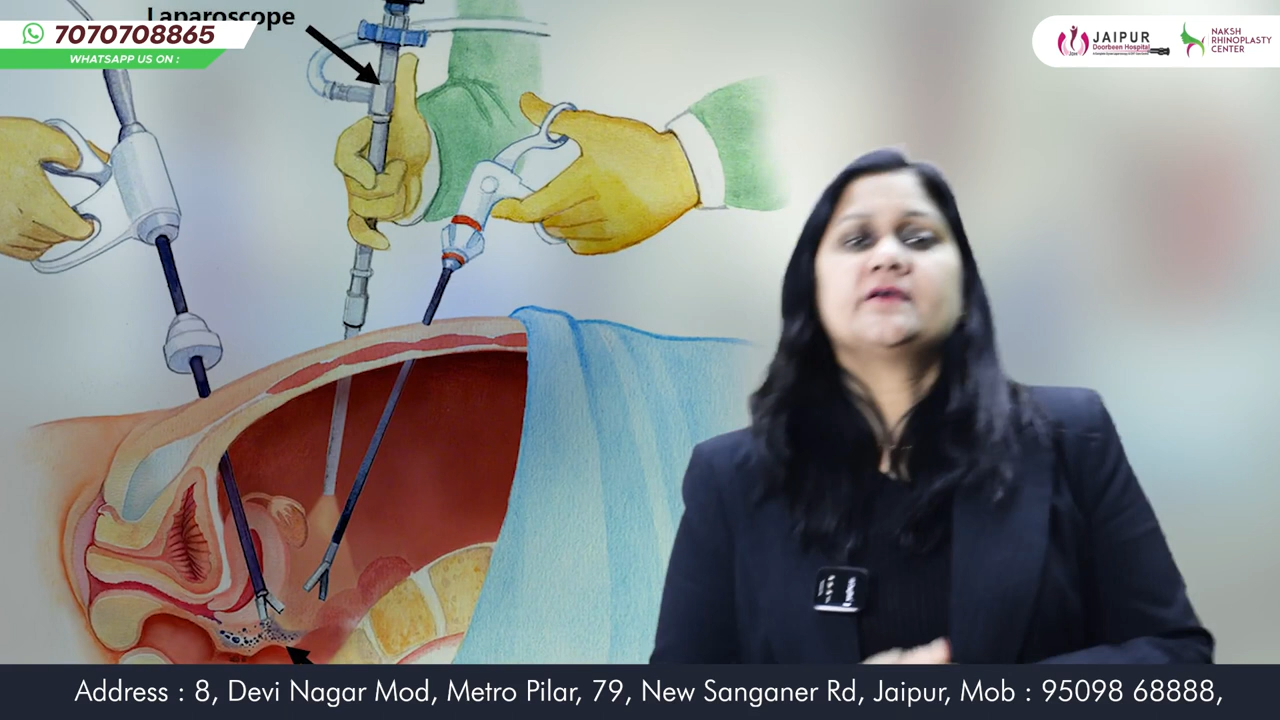 Laparoscope
7070708865
WHATSAPP US ON :
JAIPUR
Doorbeen Hospital
NAKSH
RHINOPLASTY
CENTER
Address : 8, Devi Nagar Mod, Metro Pilar, 79, New Sanganer Rd, Jaipur, Mob : 95098 68888,